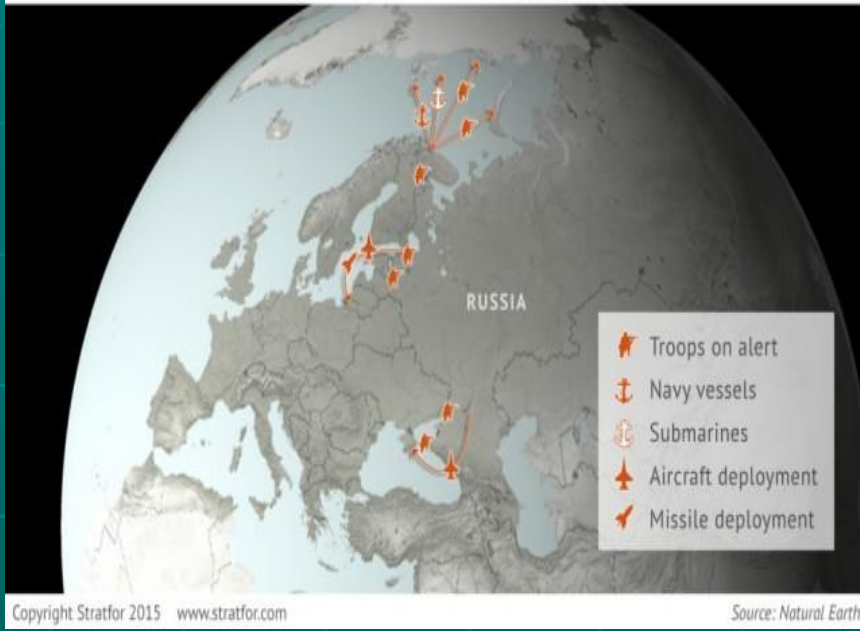 RUSSIA
Troops on alert
Navy vessels
Submarines
Aircraft deployment
Missile deployment
Copyright Stratfor 2015 www.stratfor.com
Source: Natural Earth